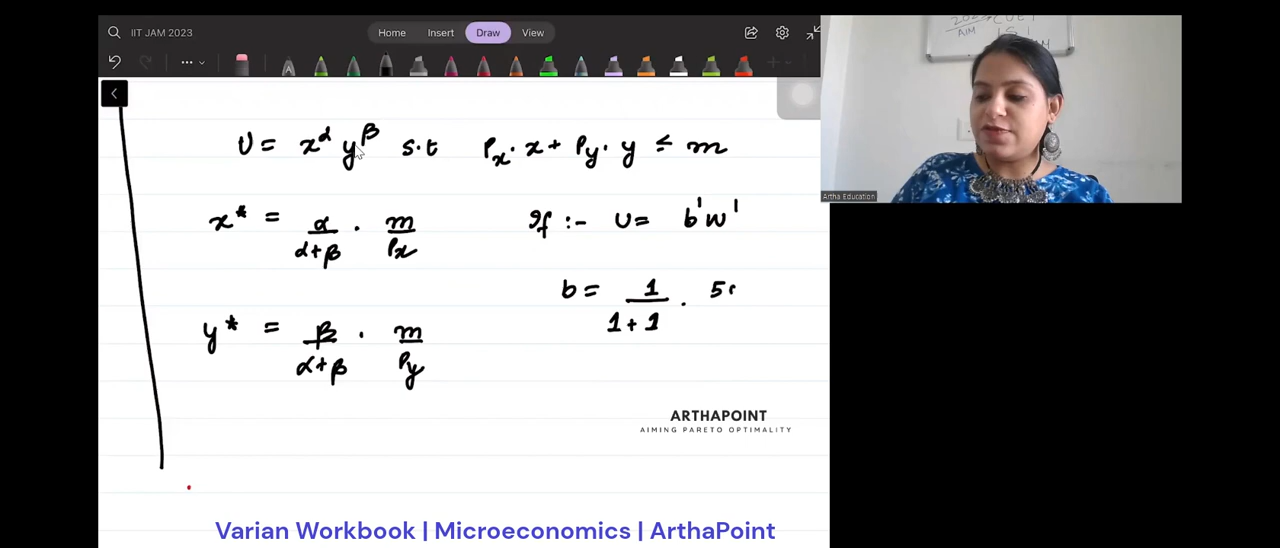 IIT JAM 2023
Home Insert Draw View
U = x^α y^β s.t Px . x + Py . y ≤ m
x* = α/(α+β) . m/Px
If :- U = b¹w¹
b = 1/(1+1) .
y* = β/(α+β) . m/Py
ARTHAPOINT
AIMING PARETO OPTIMALITY
Artha Education
Varian Workbook | Microeconomics | ArthaPoint